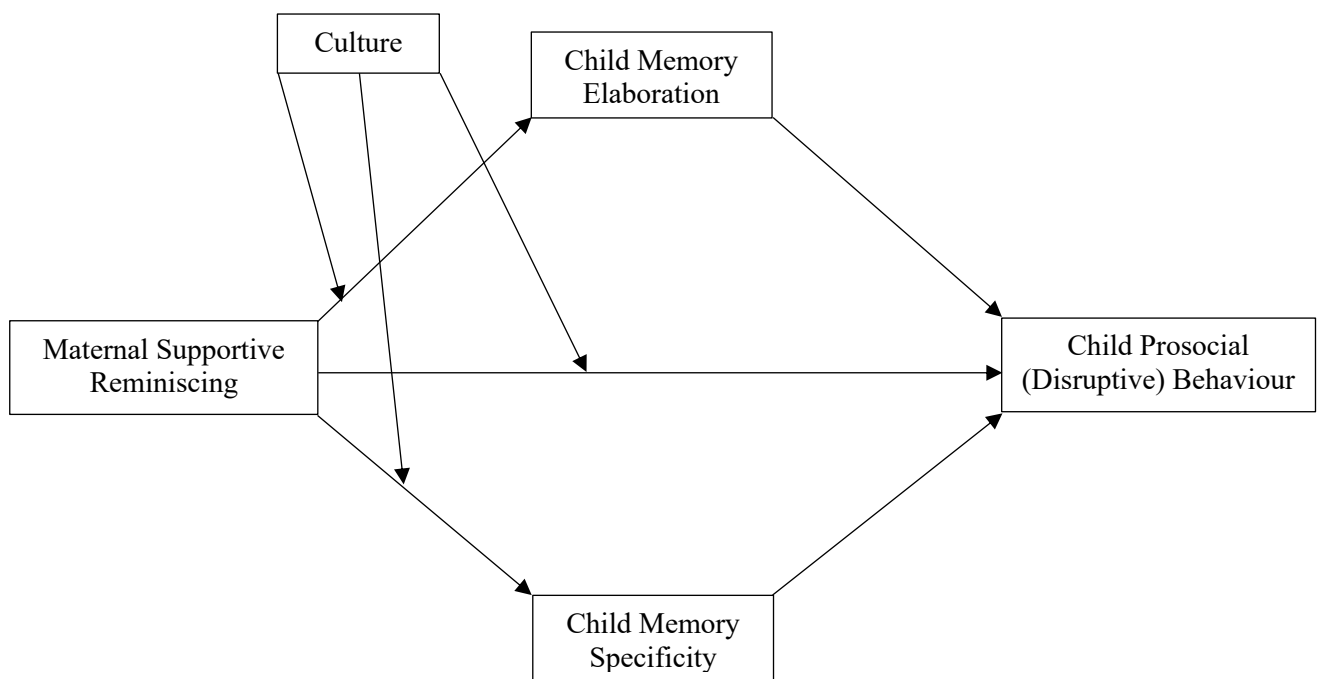 Culture
Child Memory
Elaboration
Maternal Supportive
Reminiscing
Child Prosocial
(Disruptive) Behaviour
Child Memory
Specificity